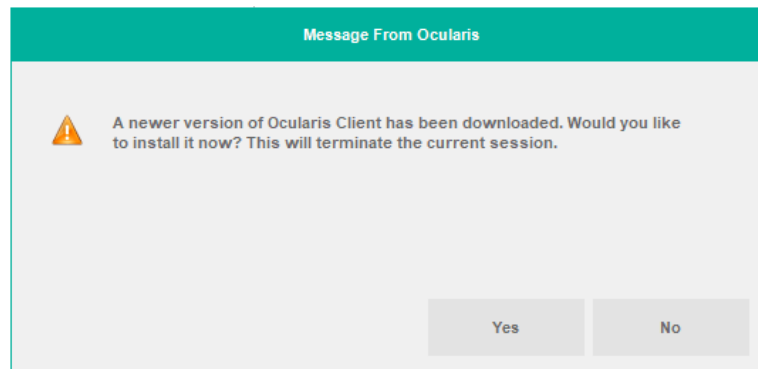 Message From Ocularis
A newer version of Ocularis Client has been downloaded. Would you like
to install it now? This will terminate the current session.
Yes
No